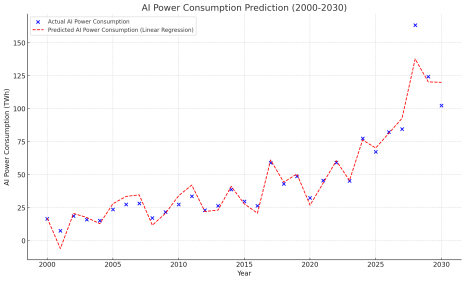 AI Power Consumption Prediction (2000-2030)
Actual AI Power Consumption
Predicted AI Power Consumption (Linear Regression)
AI Power Consumption (TWh)
150
125
100
75
50
25
0
2000 2005 2010 2015 2020 2025 2030
Year